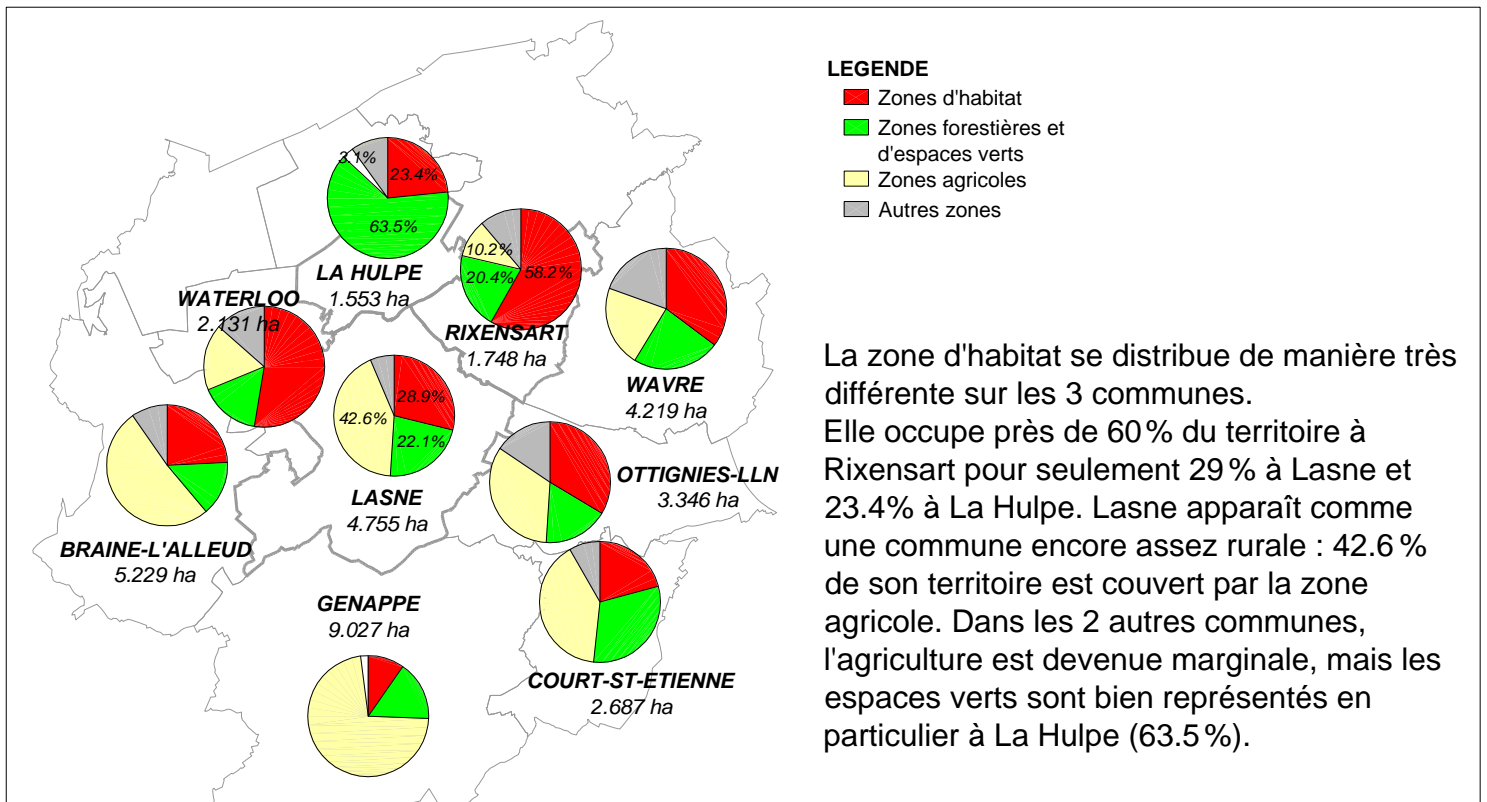 LEGENDE
Zones d'habitat
Zones forestières et
d'espaces verts
Zones agricoles
Autres zones
3.1%
23.4%
63.5%
LA HULPE
1.553 ha
10.2%
20.4%
58.2%
RIXENSART
1.748 ha
WATERLOO
2.131 ha
WAVRE
4.219 ha
28.9%
42.6%
22.1%
LASNE
4.755 ha
OTTIGNIES-LLN
3.346 ha
BRAINE-L'ALLEUD
5.229 ha
GENAPPE
9.027 ha
COURT-ST-ETIENNE
2.687 ha
La zone d'habitat se distribue de manière très
différente sur les 3 communes.
Elle occupe près de 60 % du territoire à
Rixensart pour seulement 29 % à Lasne et
23.4% à La Hulpe. Lasne apparaît comme
une commune encore assez rurale : 42.6 %
de son territoire est couvert par la zone
agricole. Dans les 2 autres communes,
l'agriculture est devenue marginale, mais les
espaces verts sont bien représentés en
particulier à La Hulpe (63.5 %).